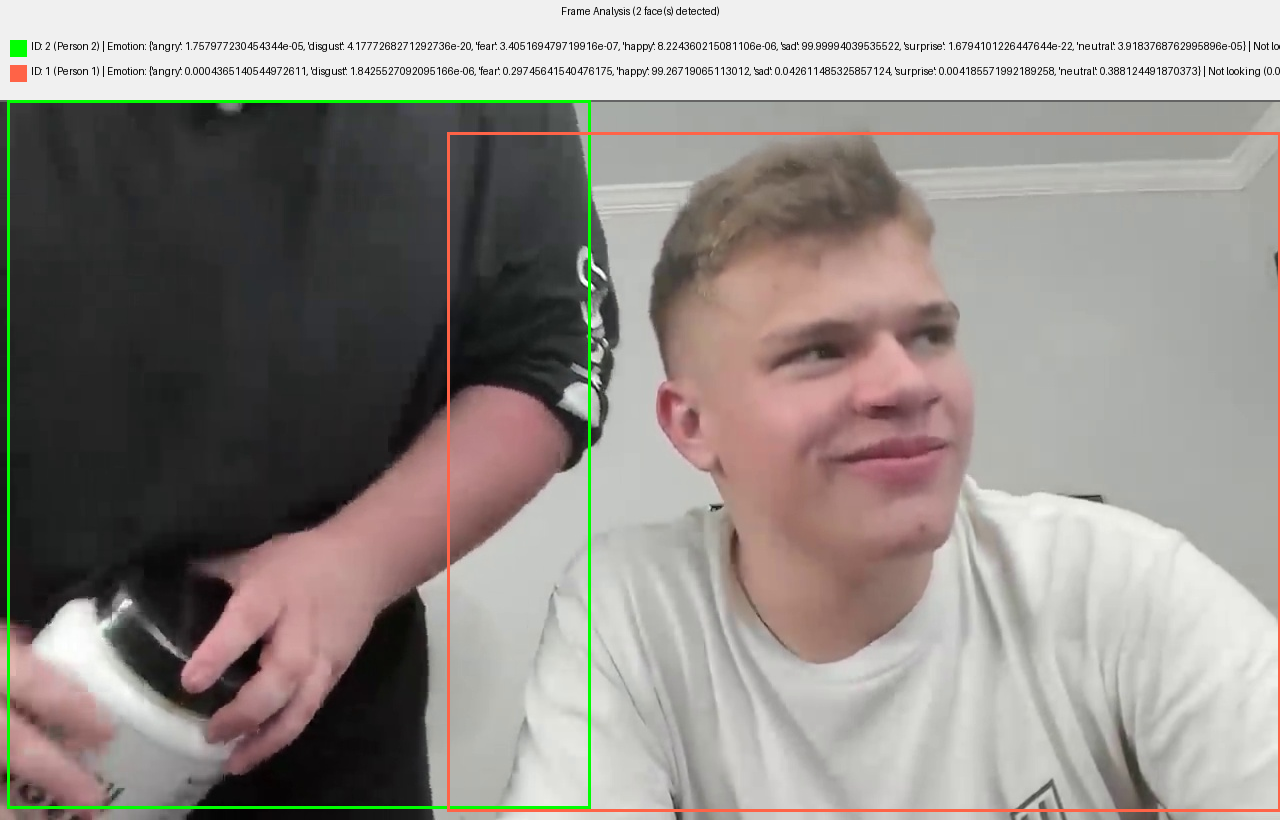 Frame Analysis (2 face(s) detected)
ID: 2 (Person 2) | Emotion: {'angry': 1.757977230454344e-05, 'disgust': 4.1777268271292736e-20, 'fear': 3.405169479719916e-07, 'happy': 8.224360215081106e-06, 'sad': 99.99994039535522, 'surprise': 1.6794101226447644e-22, 'neutral': 3.9183768762995896e-05} | Not loo
ID: 1 (Person 1) | Emotion: {'angry': 0.0004365140544972611, 'disgust': 1.8425527092095166e-06, 'fear': 0.29745641540476175, 'happy': 99.26719065113012, 'sad': 0.042611485325857124, 'surprise': 0.004185571992189258, 'neutral': 0.388124491870373} | Not looking (0.0